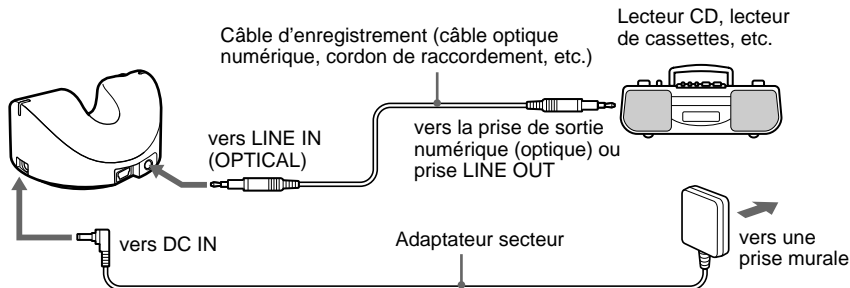 Lecteur CD, lecteur
de cassettes, etc.
Câble d'enregistrement (câble optique
numérique, cordon de raccordement, etc.)
vers LINE IN
(OPTICAL)
vers la prise de sortie
numérique (optique) ou
prise LINE OUT
vers DC IN
Adaptateur secteur
vers une
prise murale